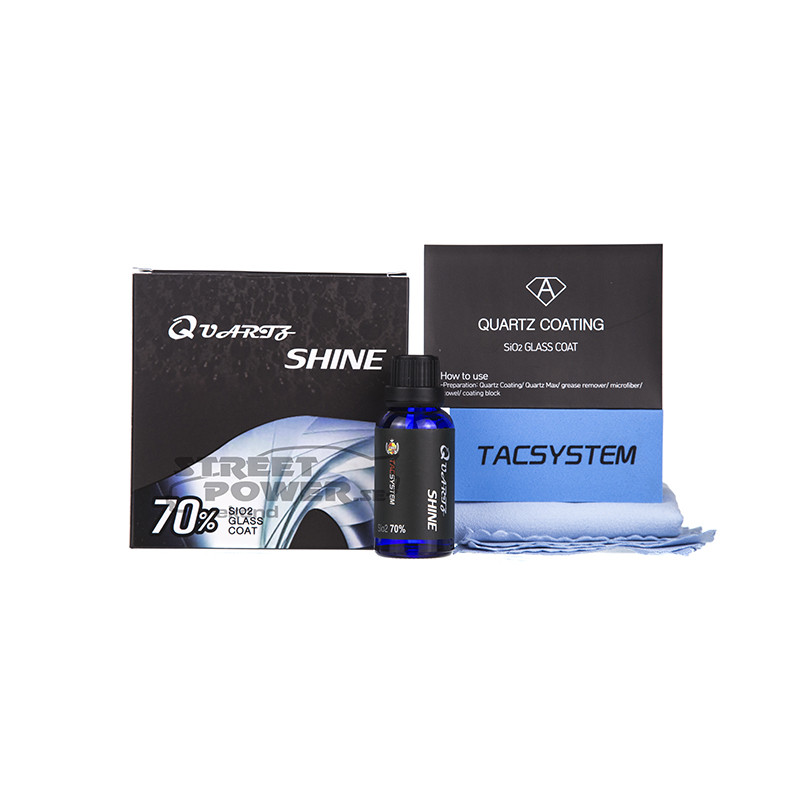 QUARTZ
SHINE
STREET
POWER.SE
70%
SIO2
GLASS
COAT
TACSYSTEM
QUARTZ
SHINE
Sio2 70%
A
QUARTZ COATING
SiO2 GLASS COAT
How to use
-Preparation: Quartz Coating/ Quartz Max/ grease remover/ microfiber/
towel/ coating block
TACSYSTEM